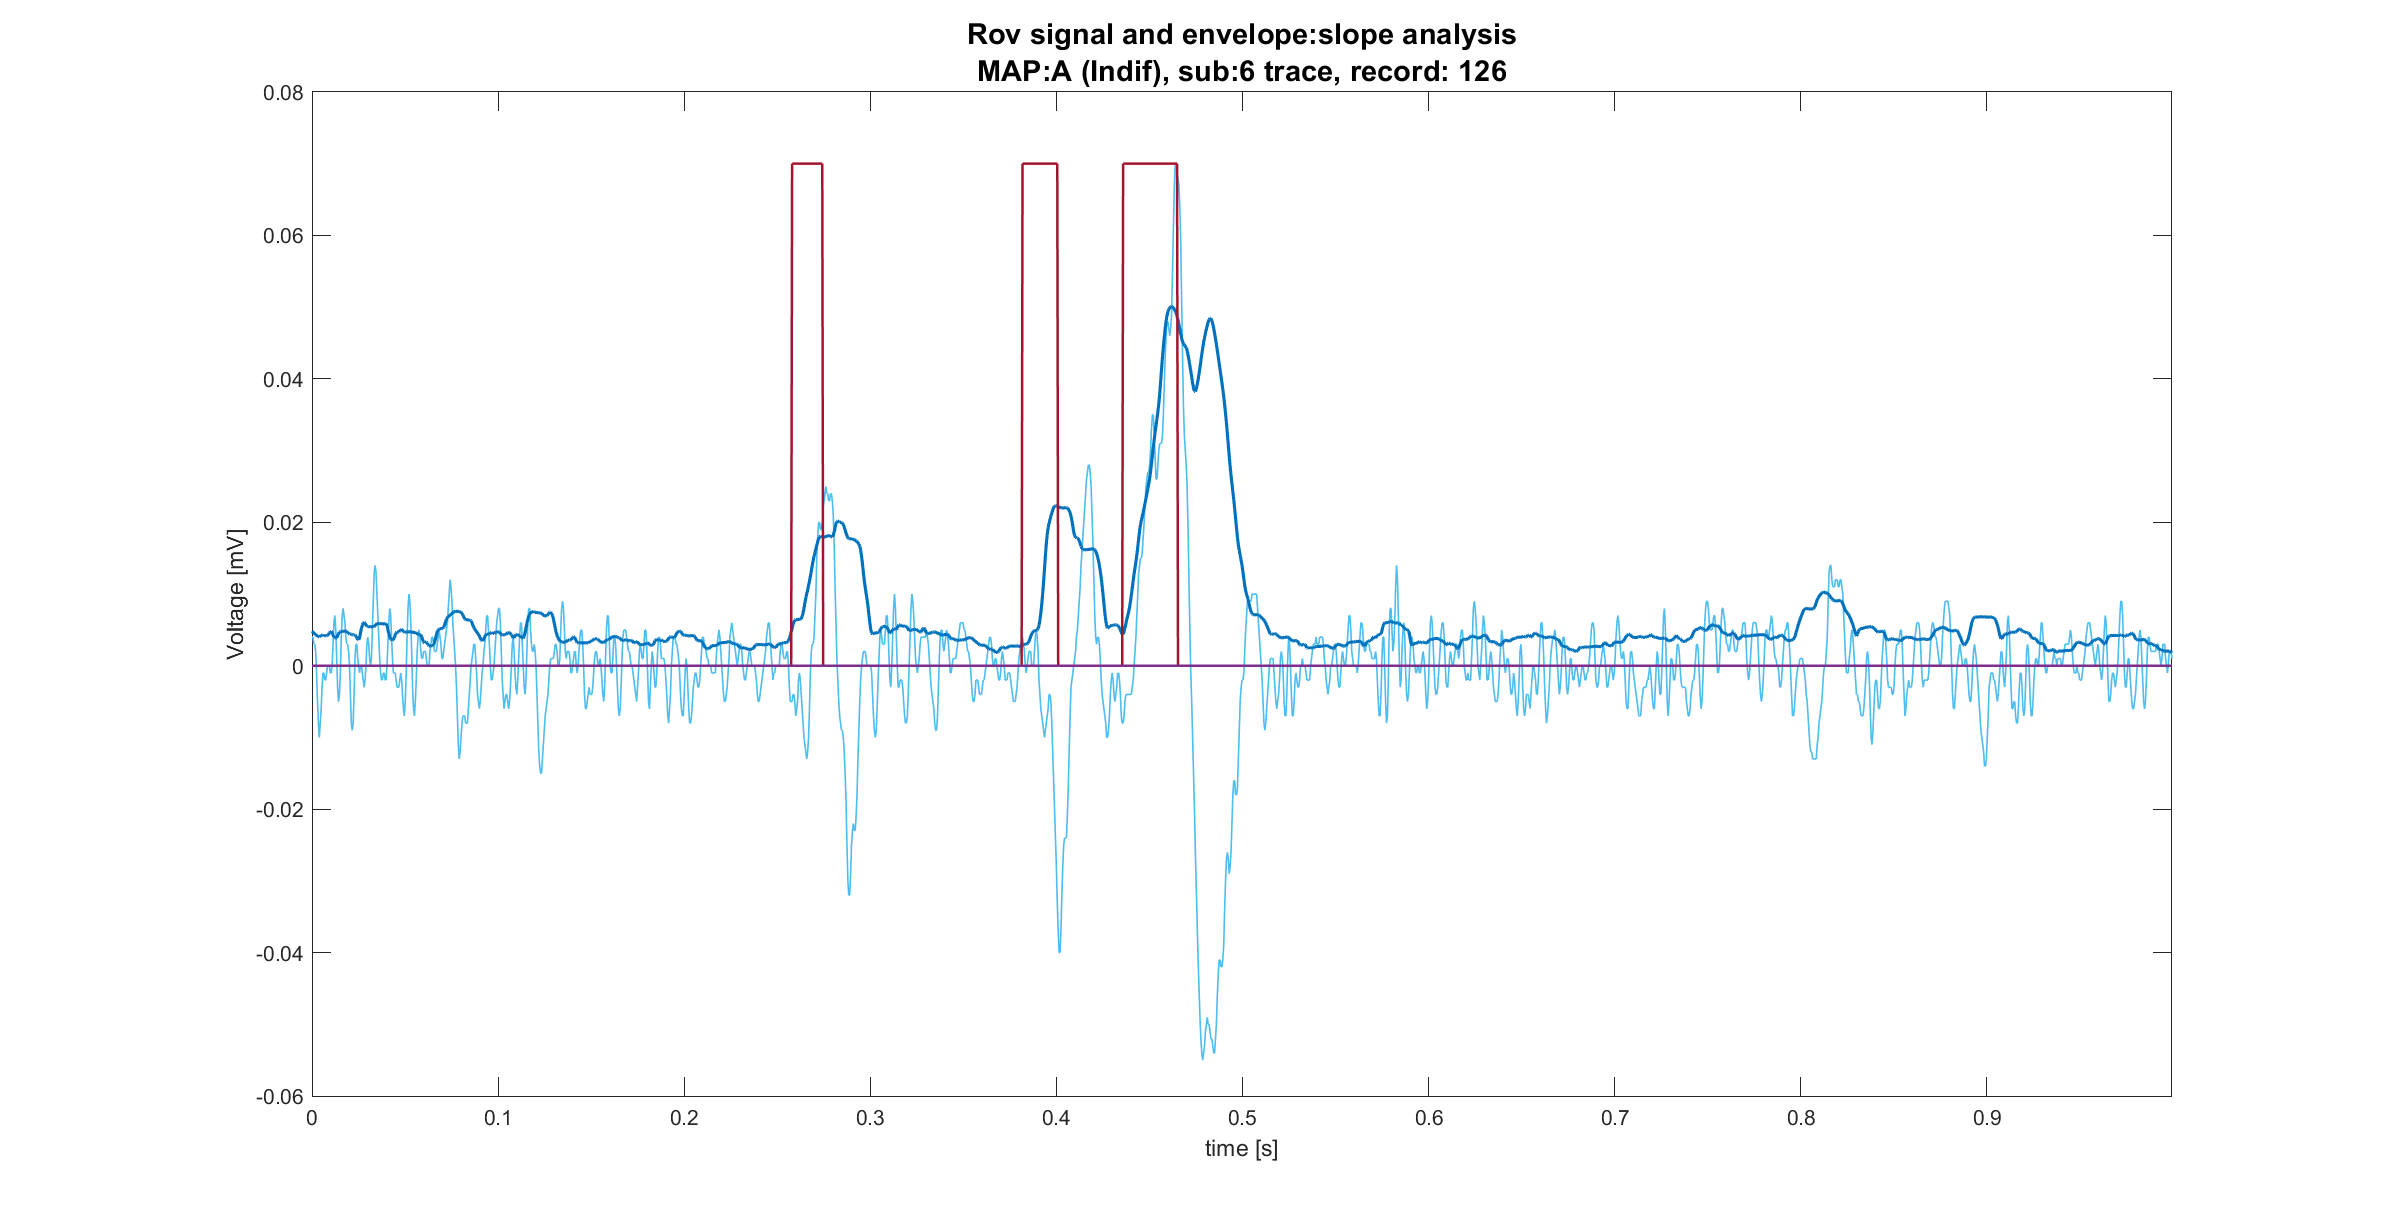 Rov signal and envelope:slope analysis
MAP:A (Indif), sub:6 trace, record: 126
0.08
0.06
0.04
0.02
0
-0.02
-0.04
-0.06
Voltage [mV]
0 0.1 0.2 0.3 0.4 0.5 0.6 0.7 0.8 0.9
time [s]